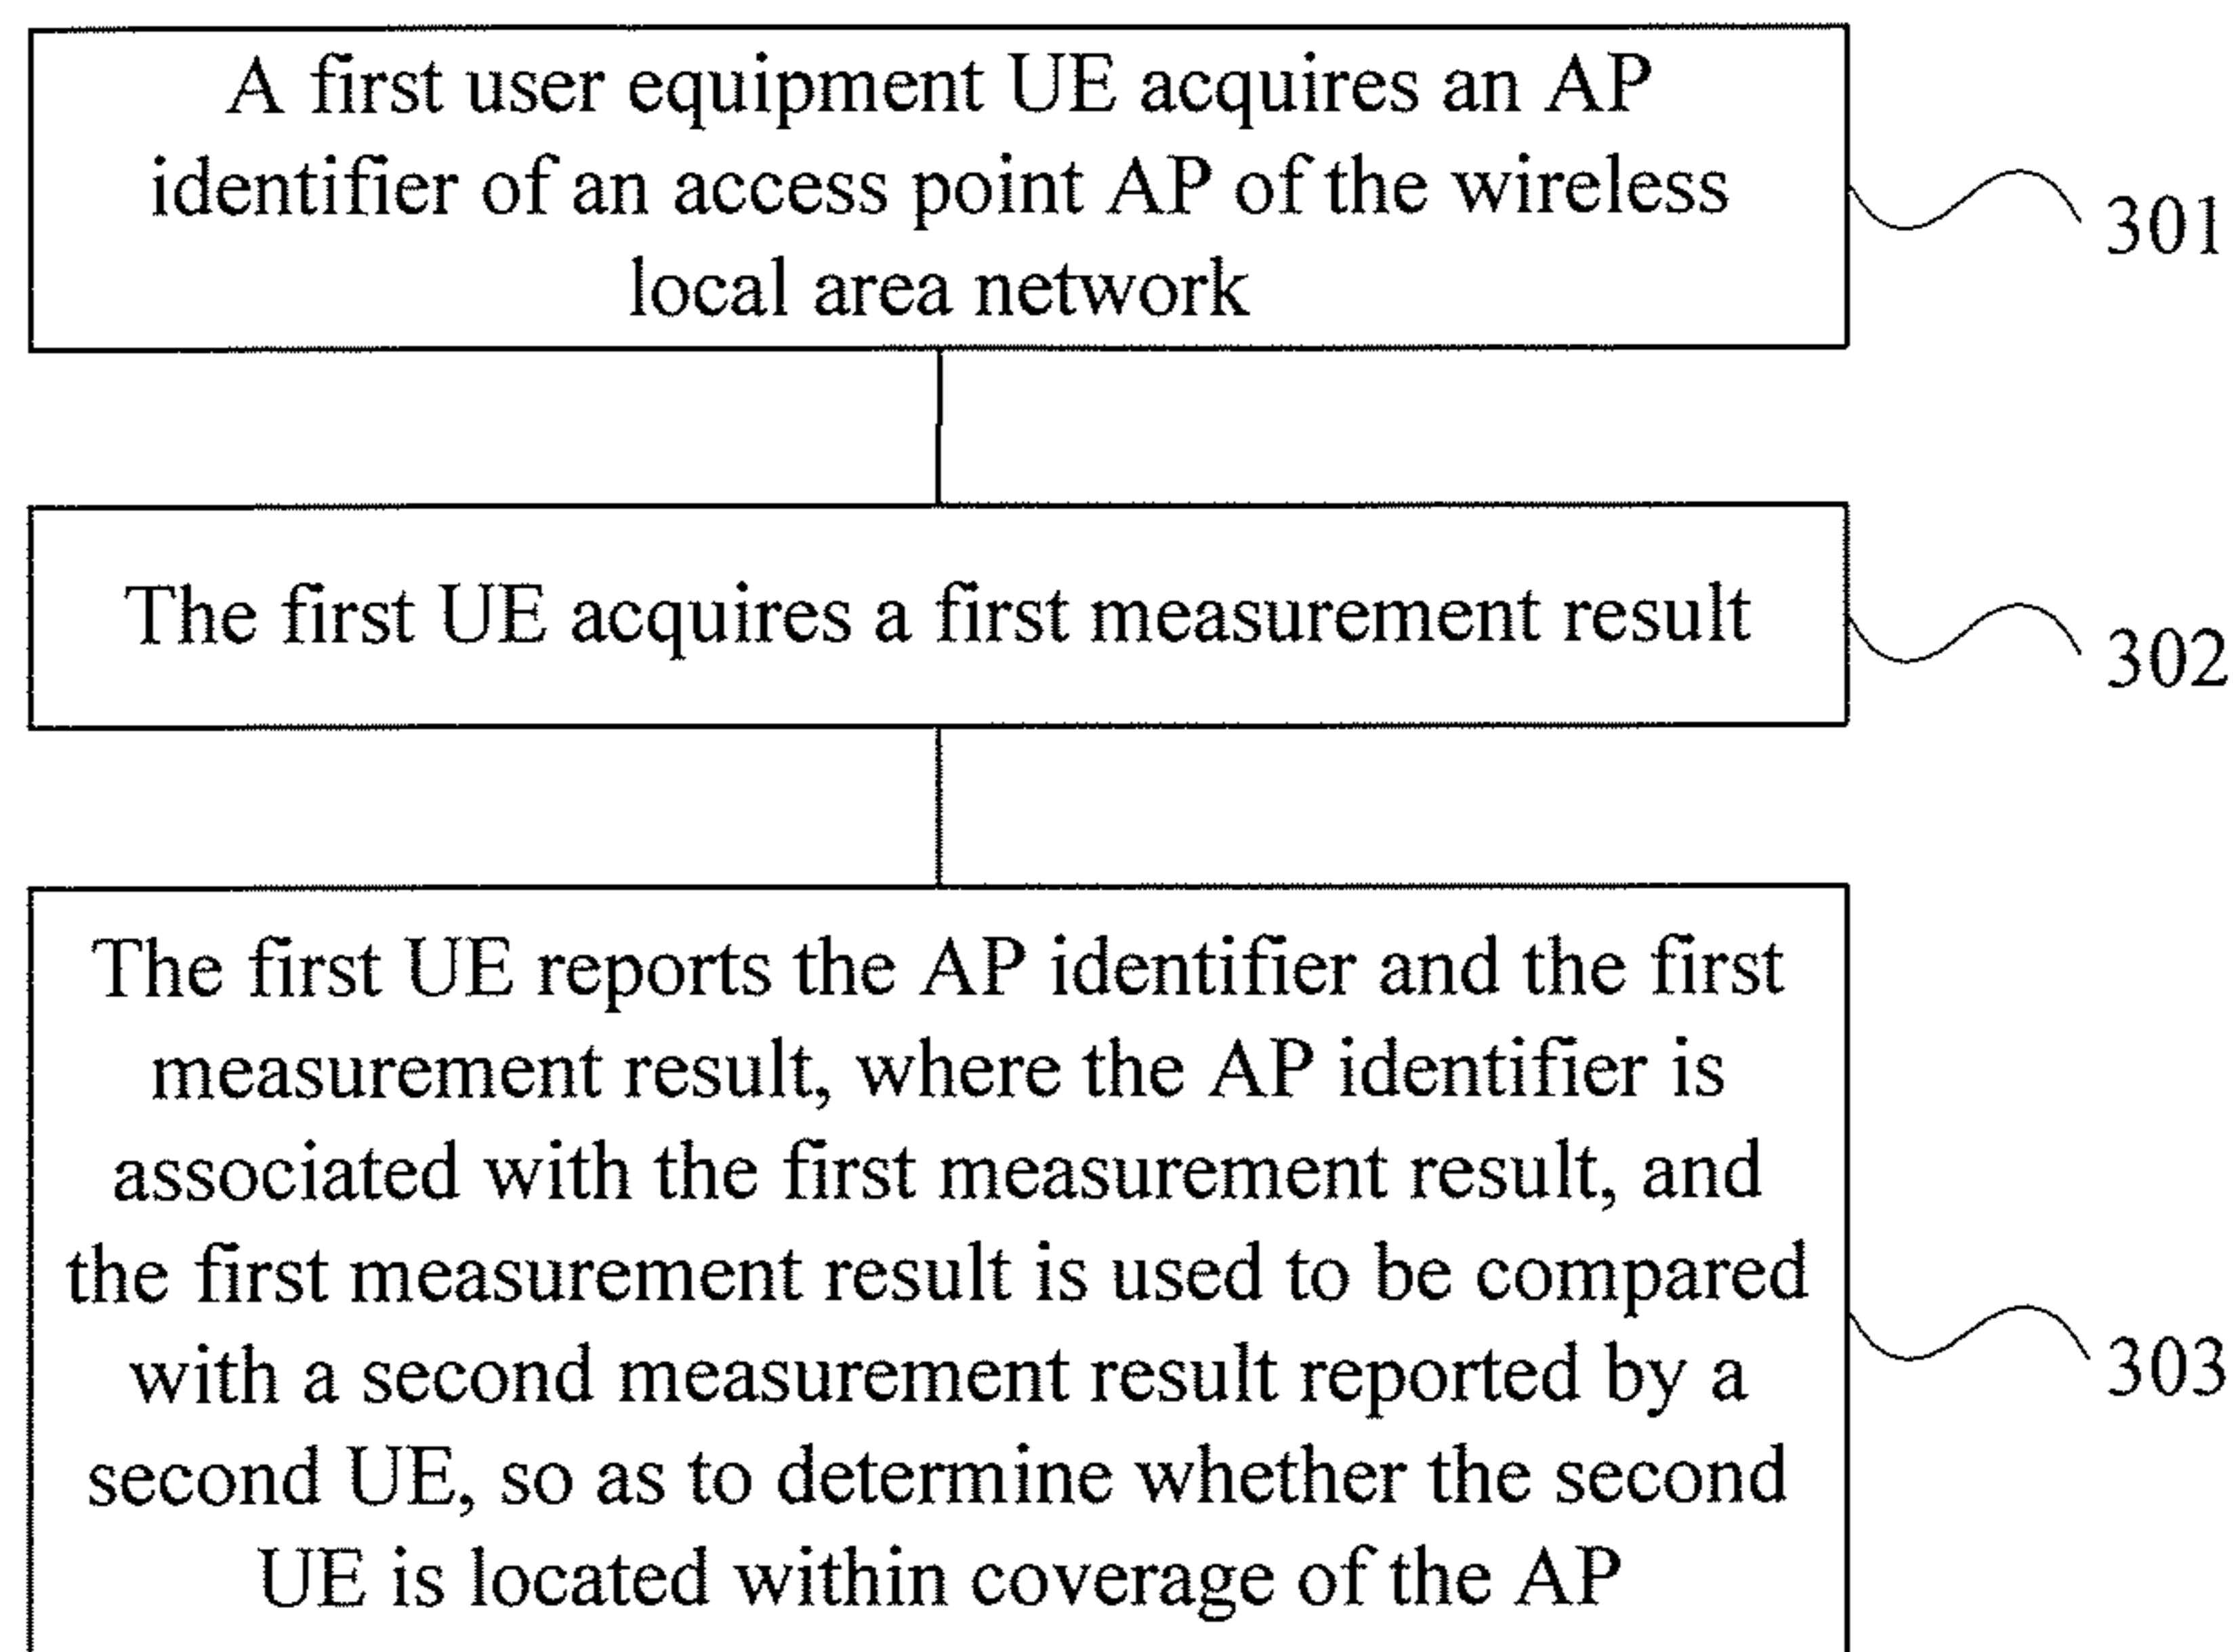 A first user equipment UE acquires an AP
identifier of an access point AP of the wireless
local area network
301
The first UE acquires a first measurement result
302
The first UE reports the AP identifier and the first
measurement result, where the AP identifier is
associated with the first measurement result, and
the first measurement result is used to be compared
with a second measurement result reported by a
second UE, so as to determine whether the second
UE is located within coverage of the AP
303